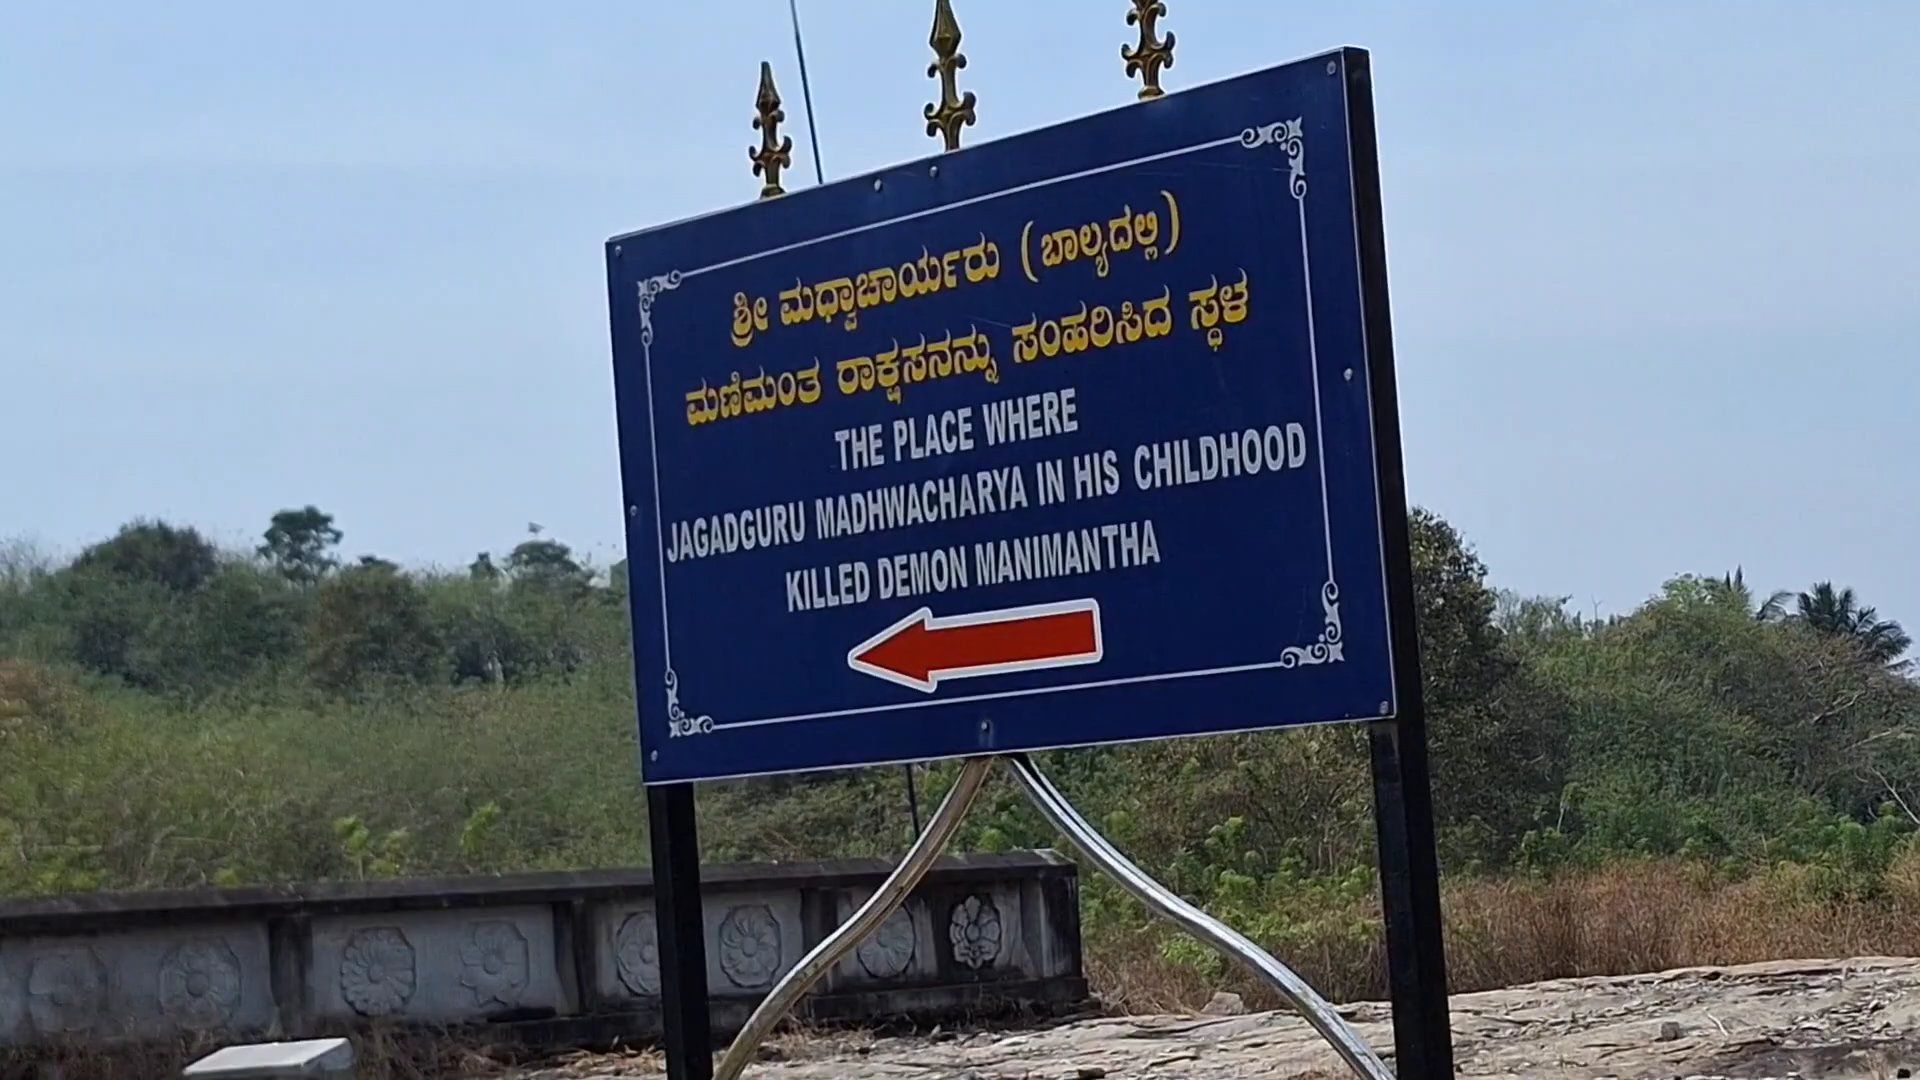 ಶ್ರೀ ಮಧ್ವಾಚಾರ್ಯರು (ಬಾಲ್ಯದಲ್ಲಿ)
ಮಣಿಮಂತ ರಾಕ್ಷಸನನ್ನು ಸಂಹರಿಸಿದ ಸ್ಥಳ
THE PLACE WHERE
JAGADGURU MADHWACHARYA IN HIS CHILDHOOD
KILLED DEMON MANIMANTHA